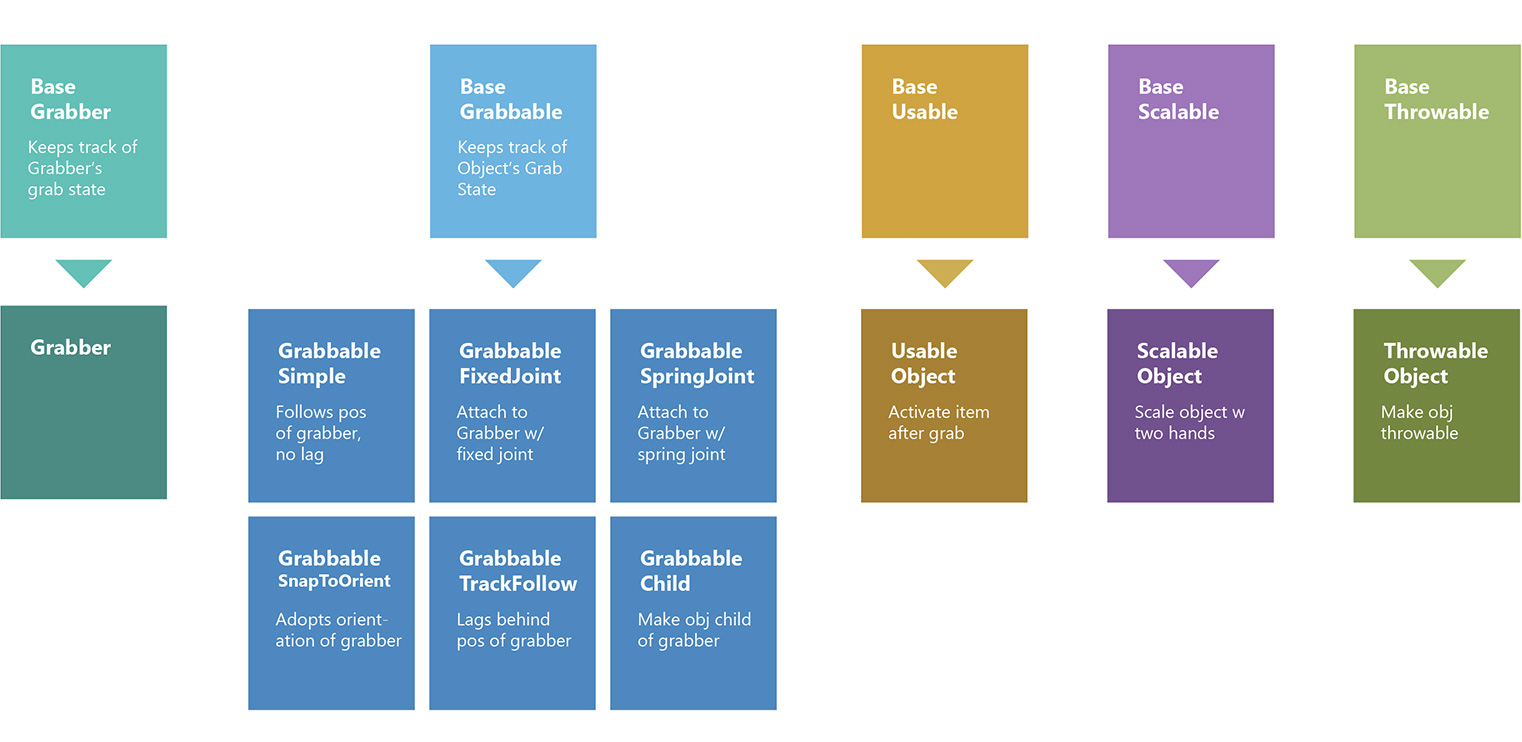 Base
Grabber
Keeps track of
Grabber’s
grab state
Base
Grabbable
Keeps track of
Object’s Grab
State
Base
Usable
Base
Scalable
Base
Throwable
Grabber
Grabbable
Simple
Follows pos
of grabber,
no lag
Grabbable
FixedJoint
Attach to
Grabber w/
fixed joint
Grabbable
SpringJoint
Attach to
Grabber w/
spring joint
Usable
Object
Activate item
after grab
Scalable
Object
Scale object w
two hands
Throwable
Object
Make obj
throwable
Grabbable
SnapToOrient
Adopts orient-
ation of grabber
Grabbable
TrackFollow
Lags behind
pos of grabber
Grabbable
Child
Make obj child
of grabber